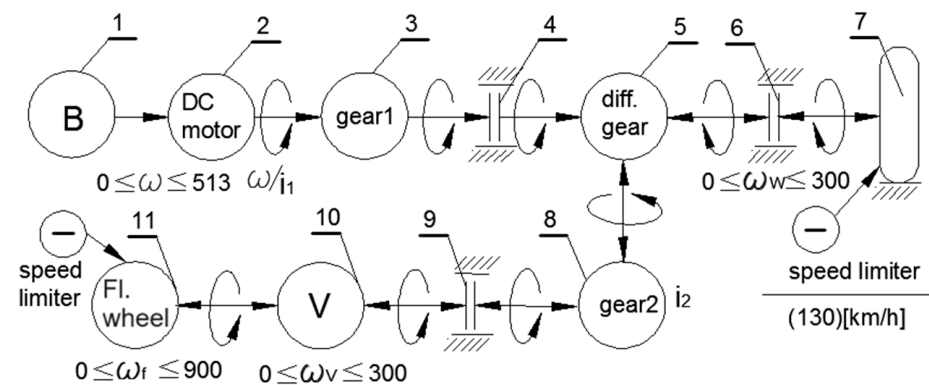 1 2 3 4 5 6 7
B
DC
motor
gear1
diff.
gear
0 ≤ ω ≤ 513
ω/i₁
0 ≤ ωw ≤ 300
speed limiter
(130)[km/h]
11 10 9 8
−
speed
limiter
Fl.
wheel
V
gear2
i₂
−
0 ≤ ωf ≤ 900
0 ≤ ωv ≤ 300